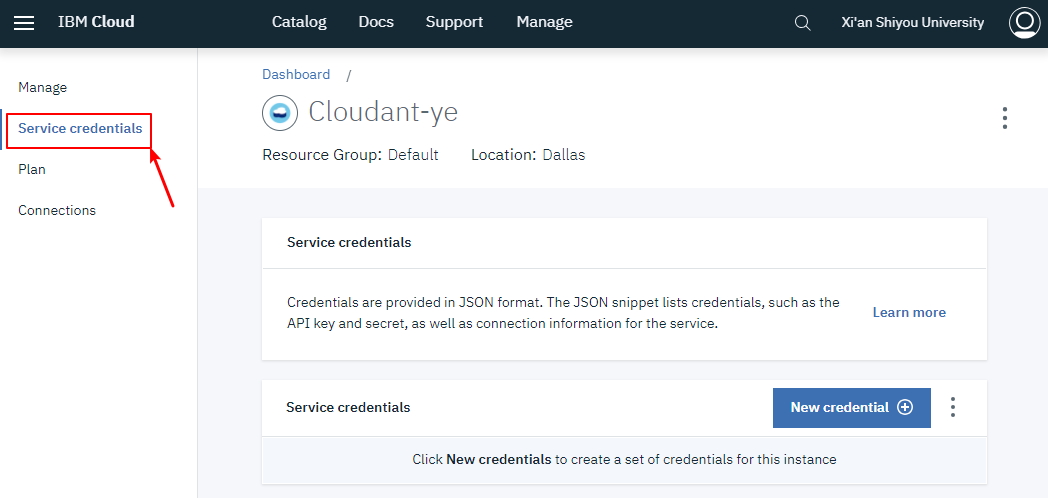 IBM Cloud Catalog Docs Support Manage Xi'an Shiyou University
Manage
Service credentials
Plan
Connections
Dashboard /
Cloudant-ye
Resource Group: Default Location: Dallas
Service credentials
Credentials are provided in JSON format. The JSON snippet lists credentials, such as the
API key and secret, as well as connection information for the service.
Learn more
Service credentials New credential
Click New credentials to create a set of credentials for this instance